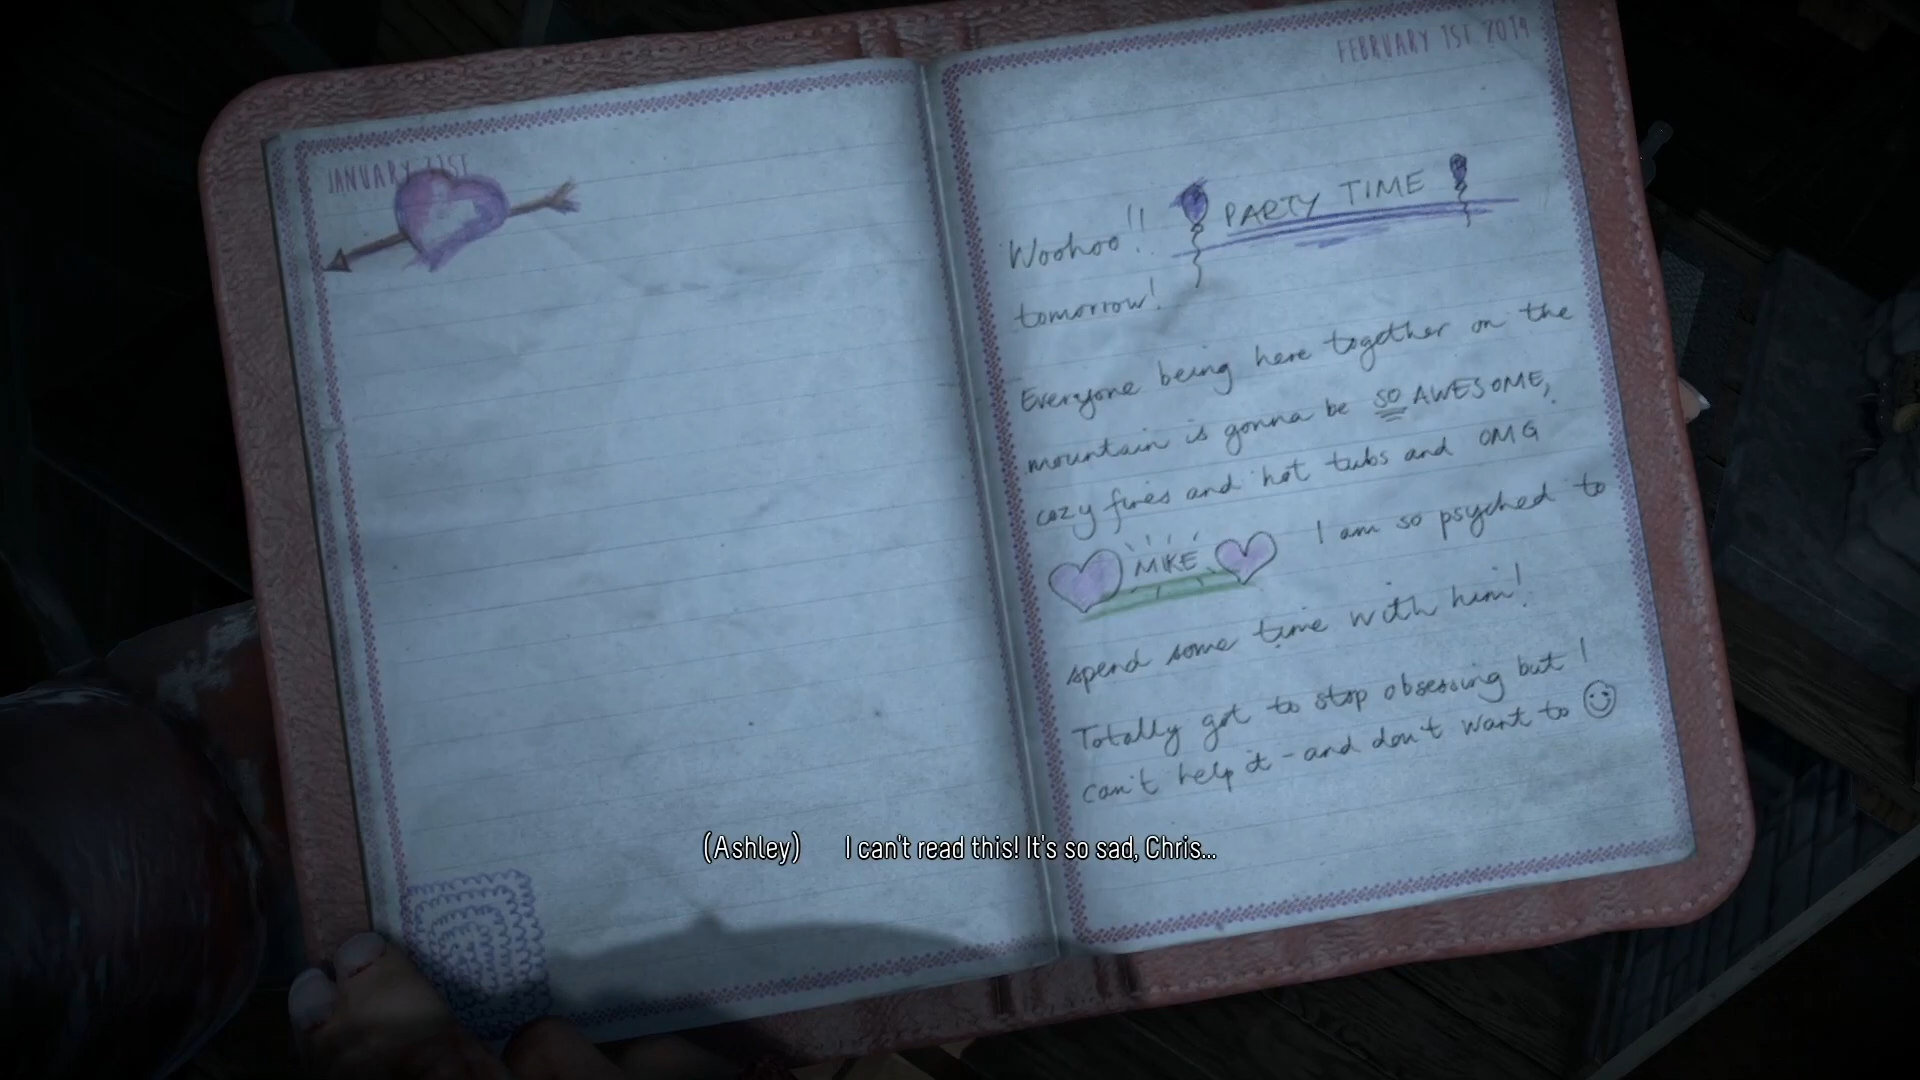 JANUARY 31ST
FEBRUARY 1ST 2014
Woohoo!! PARTY TIME
tomorrow!
Everyone being here together on the
mountain is gonna be SO AWESOME,
cozy fires and hot tubs and OMG
MIKE I am so psyched to
spend some time with him!
Totally got to stop obsessing but I
can't help it - and don't want to
(Ashley) I can't read this! It's so sad, Chris...